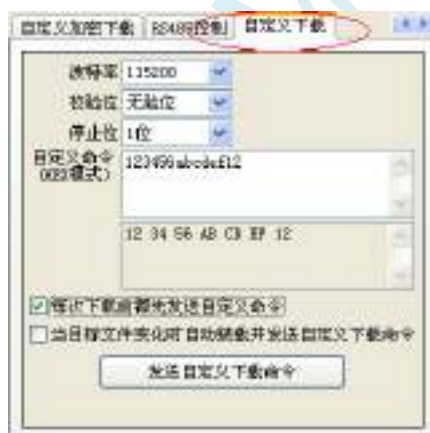 自定义加密下载 RS485控制 自定义下载
波特率 115200
校验位 无验位
停止位 1位
自定义命令 123456abcdef12
(HEX模式)
12 34 56 AB CD EF 12
每次下载前都先发送自定义命令
当目标文件变化时自动装载并发送自定义下载命令
发送自定义下载命令